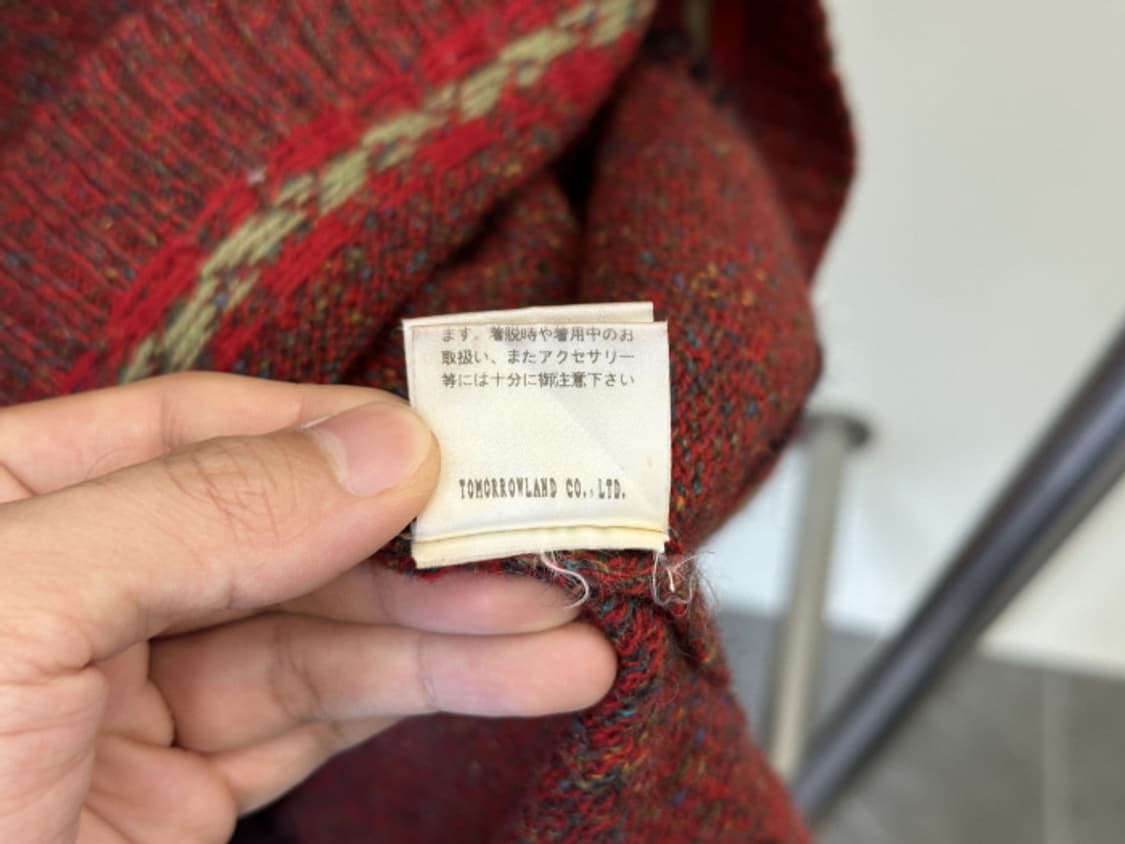 ます。着脱時や着用中のお
取扱い、またアクセサリー
等には十分に御注意下さい
TOMORROWLAND CO.,LTD.